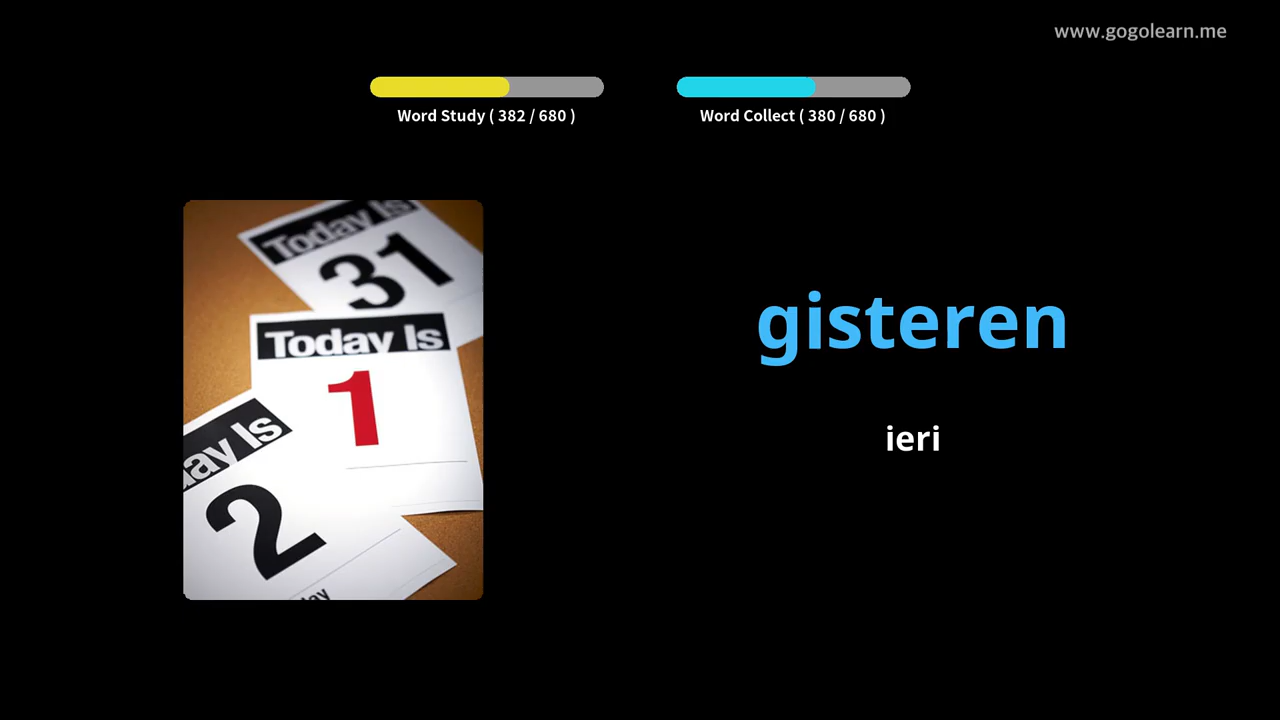 www.gogolearn.me
Word Study ( 382 / 680 )
Word Collect ( 380 / 680 )
Today Is
31
Today Is
1
ay Is
2
gisteren
ieri